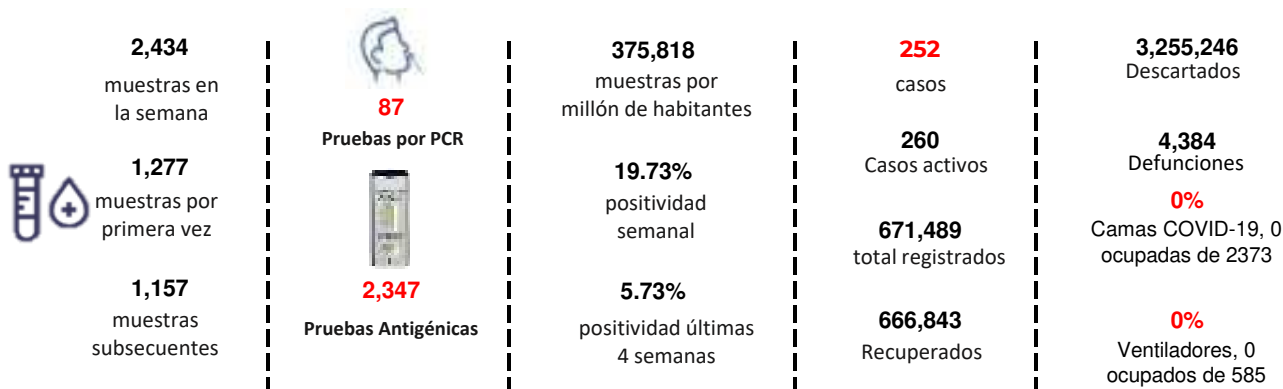 2,434
muestras en
la semana
1,277
muestras por
primera vez
1,157
muestras
subsecuentes
87
Pruebas por PCR
2,347
Pruebas Antigénicas
375,818
muestras por
millón de habitantes
19.73%
positividad
semanal
5.73%
positividad últimas
4 semanas
252
casos
260
Casos activos
671,489
total registrados
666,843
Recuperados
3,255,246
Descartados
4,384
Defunciones
0%
Camas COVID-19, 0
ocupadas de 2373
0%
Ventiladores, 0
ocupados de 585